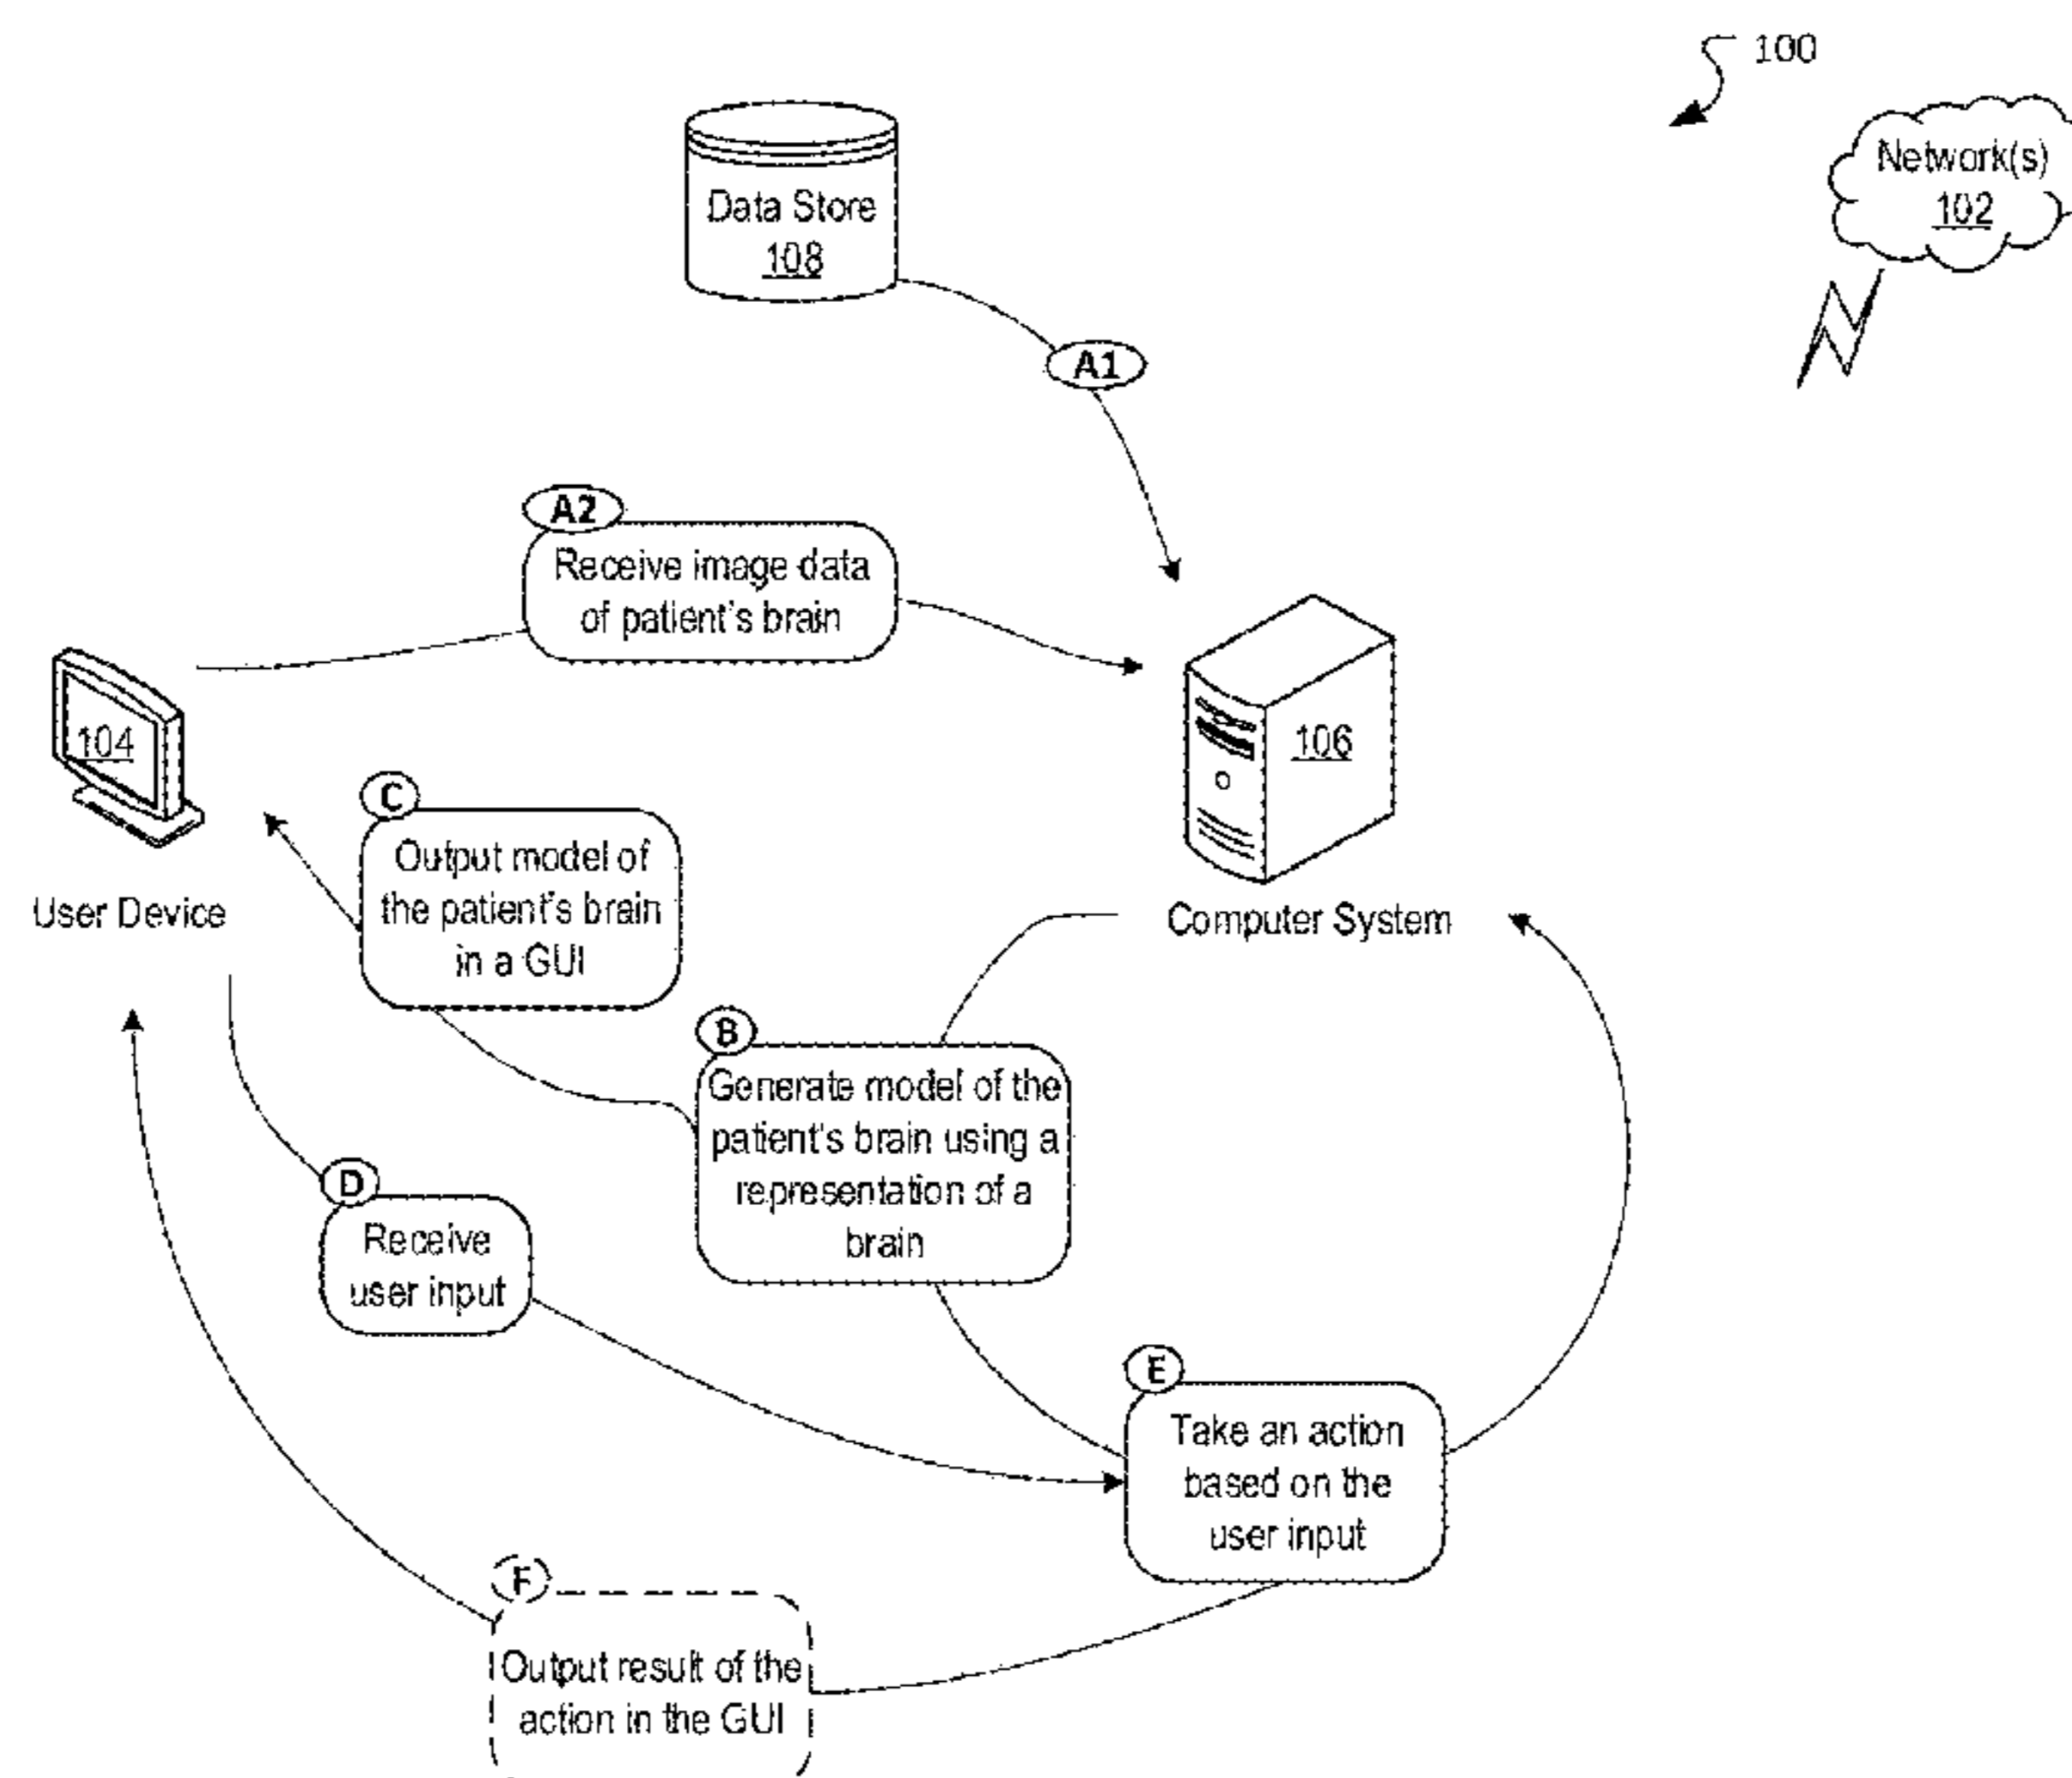 100
Network(s)
102
Data Store
108
A1
A2
Receive image data
of patient's brain
104
106
User Device
Computer System
C
Output model of
the patient's brain
in a GUI
B
Generate model of the
patient's brain using a
representation of a
brain
D
Receive
user input
E
Take an action
based on the
user input
F
Output result of the
action in the GUI